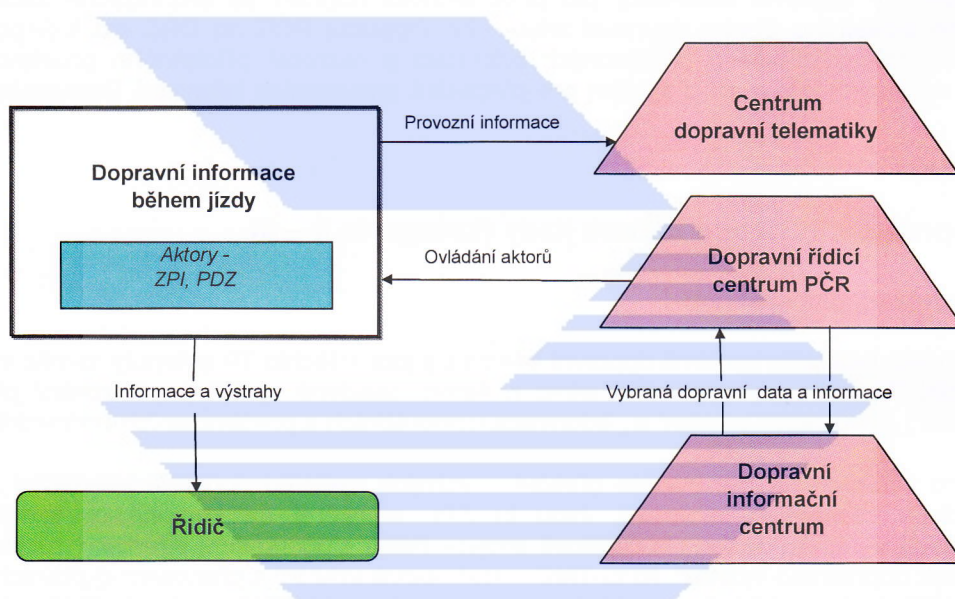 Centrum
dopravní telematiky
Provozní informace
Dopravní informace
během jízdy
Aktory -
ZPI, PDZ
Ovládání aktorů
Dopravní řídicí
centrum PČR
Informace a výstrahy
Vybraná dopravní data a informace
Řidič
Dopravní
informační
centrum